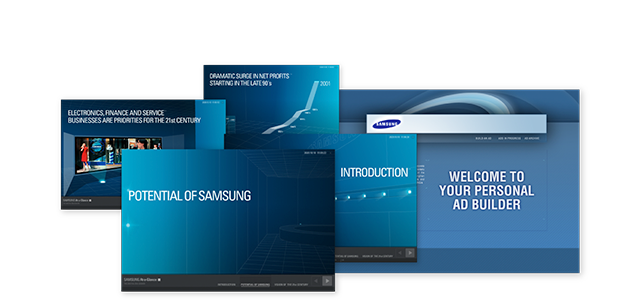 DRAMATIC SURGE IN NET PROFITS
STARTING IN THE LATE 90's
2001
ELECTRONICS, FINANCE AND SERVICE
BUSINESSES ARE PRIORITIES FOR THE 21st CENTURY
SAMSUNG
INTRODUCTION
WELCOME TO
YOUR PERSONAL
AD BUILDER
POTENTIAL OF SAMSUNG
INTRODUCTION
POTENTIAL OF SAMSUNG